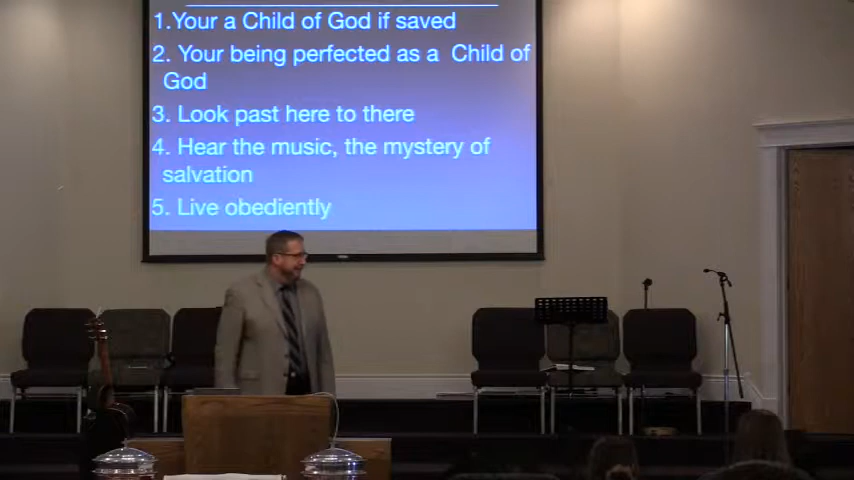 1.Your a Child of God if saved
2. Your being perfected as a Child of
God
3. Look past here to there
4. Hear the music, the mystery of
salvation
5. Live obediently